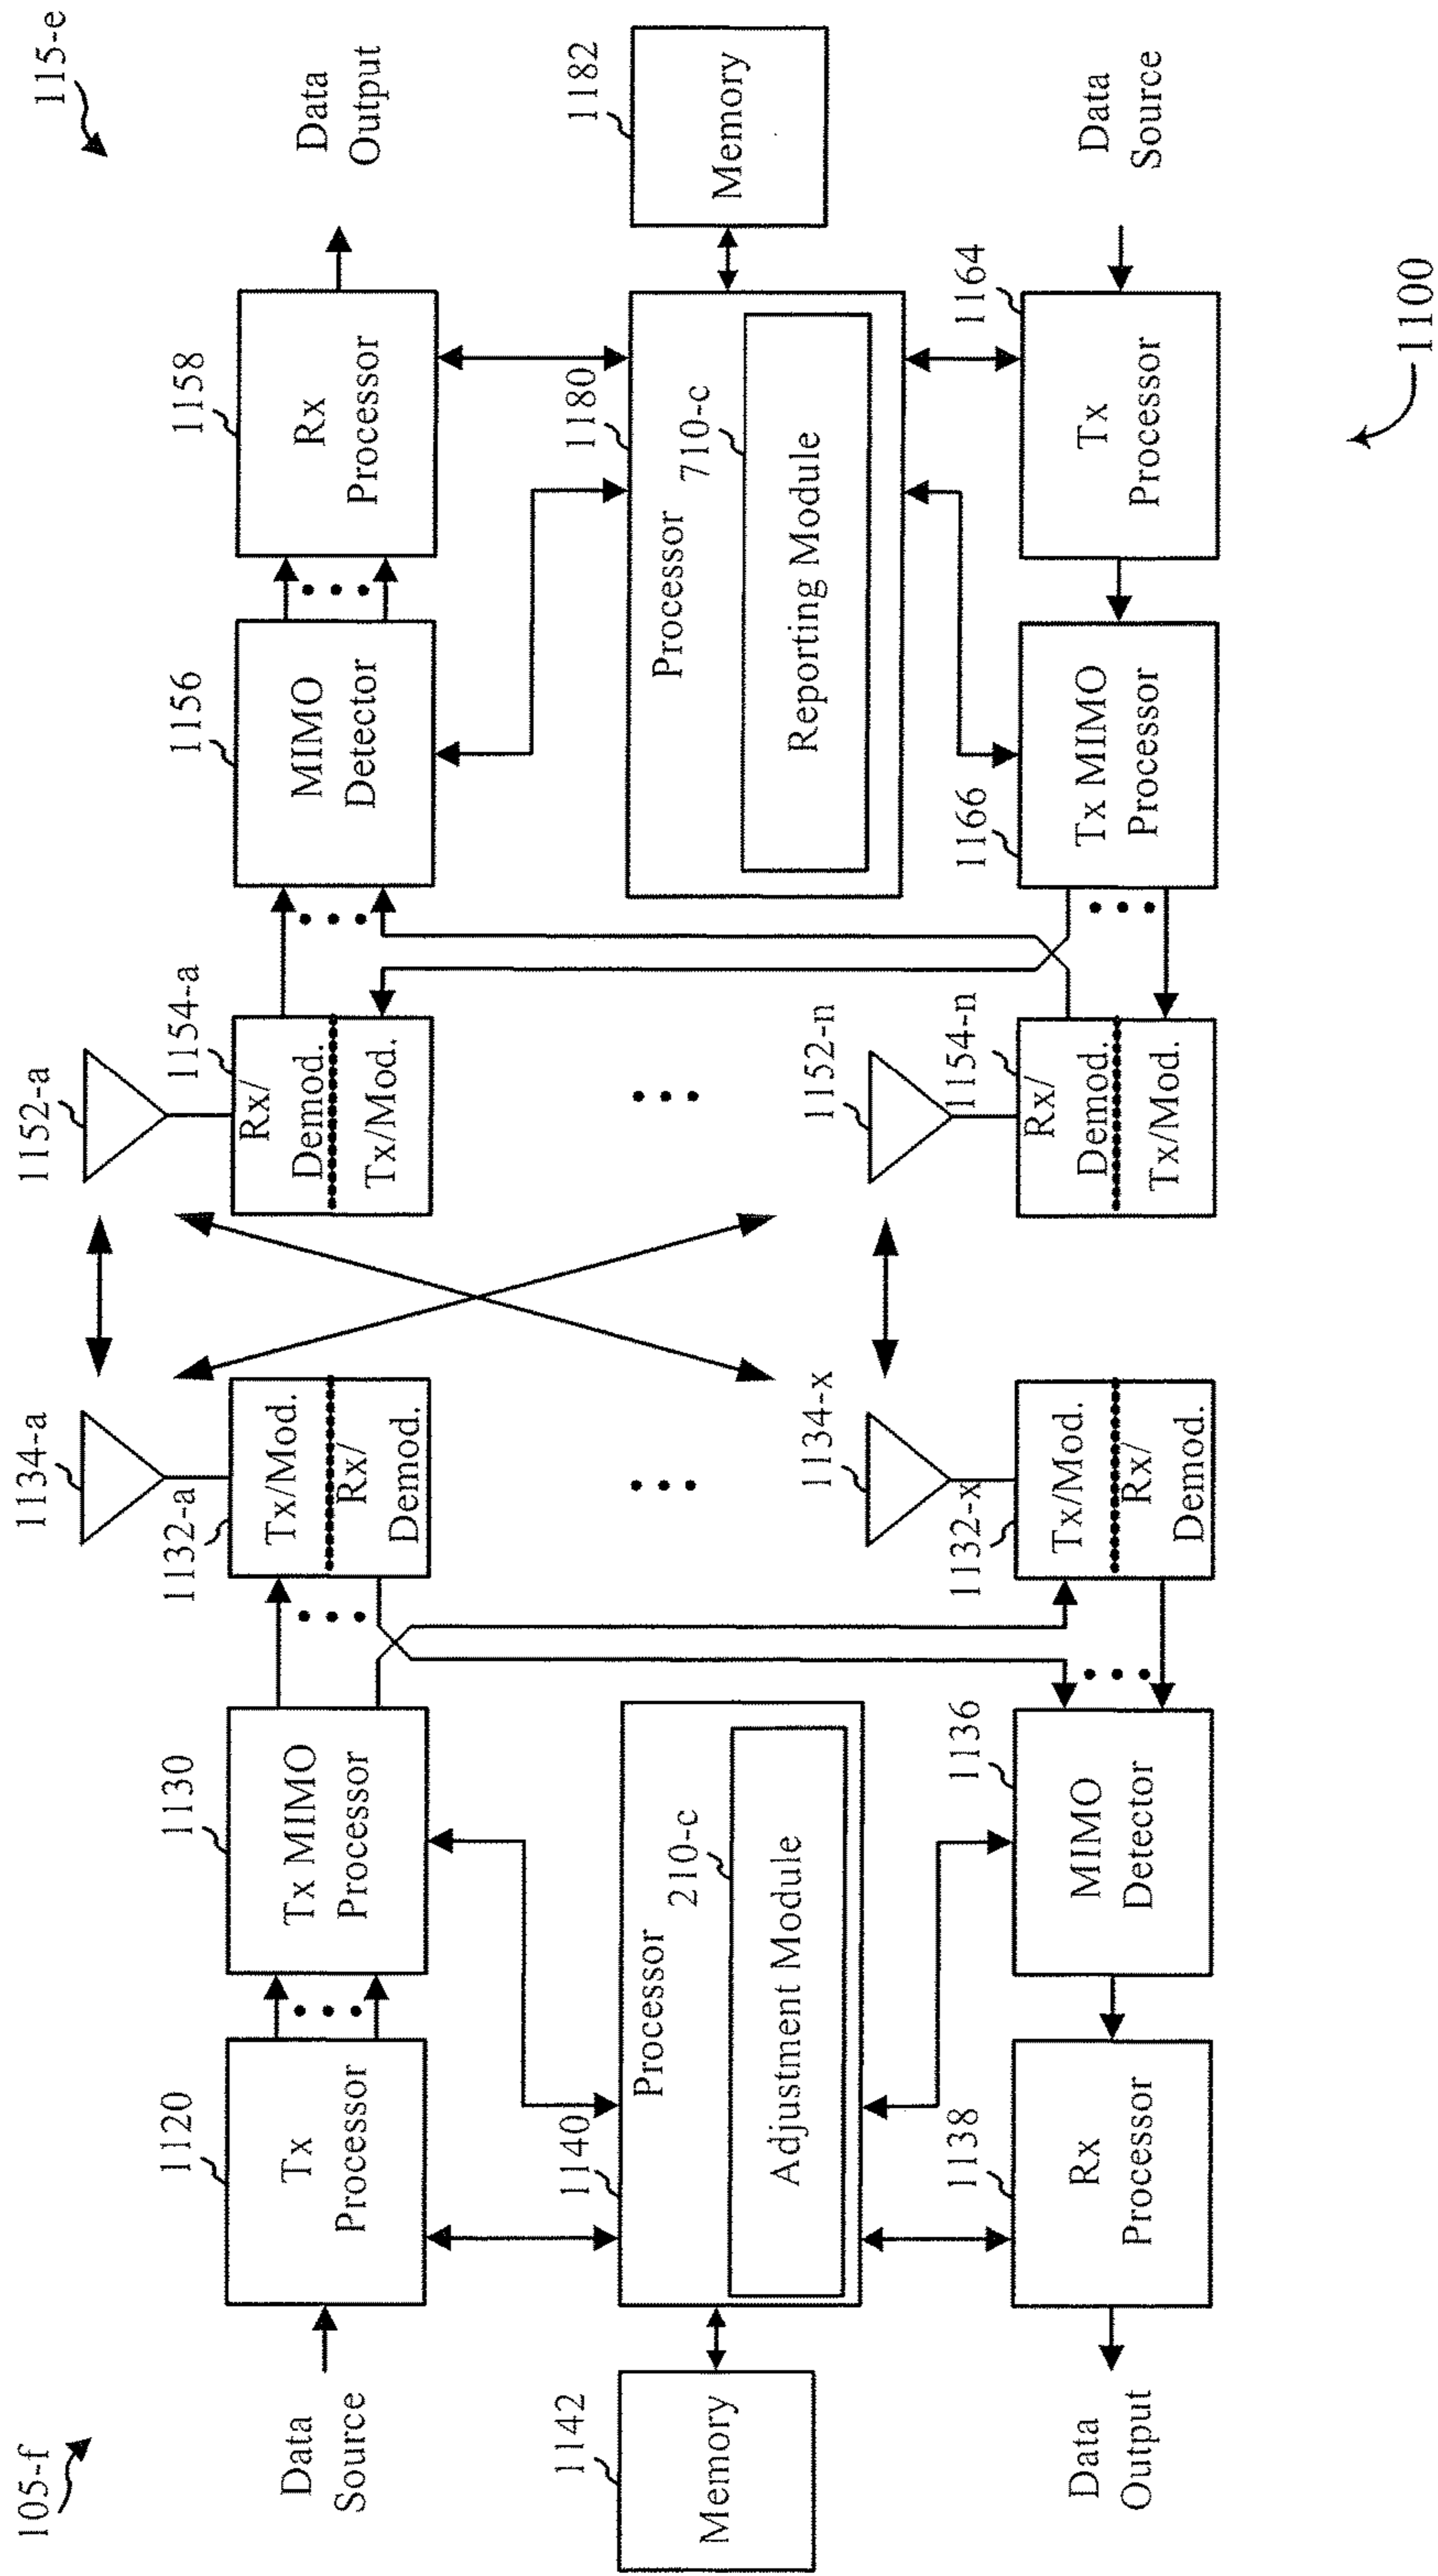 105-f
Data
Source
1120
Tx
Processor
1130
Tx MIMO
Processor
1134-a
1132-a
Tx/Mod.
Rx/
Demod.
1152-a
1154-a
Rx/
Demod.
Tx/Mod.
1156
MIMO
Detector
1158
Rx
Processor
Data
Output
115-e
1142
Memory
1140
Processor
210-c
Adjustment Module
1180
Processor
710-c
Reporting Module
1182
Memory
Data
Output
1138
Rx
Processor
1136
MIMO
Detector
1134-x
1132-x
Tx/Mod.
Rx/
Demod.
1152-n
1154-n
Rx/
Demod.
Tx/Mod.
1166
Tx MIMO
Processor
1164
Tx
Processor
Data
Source
1100